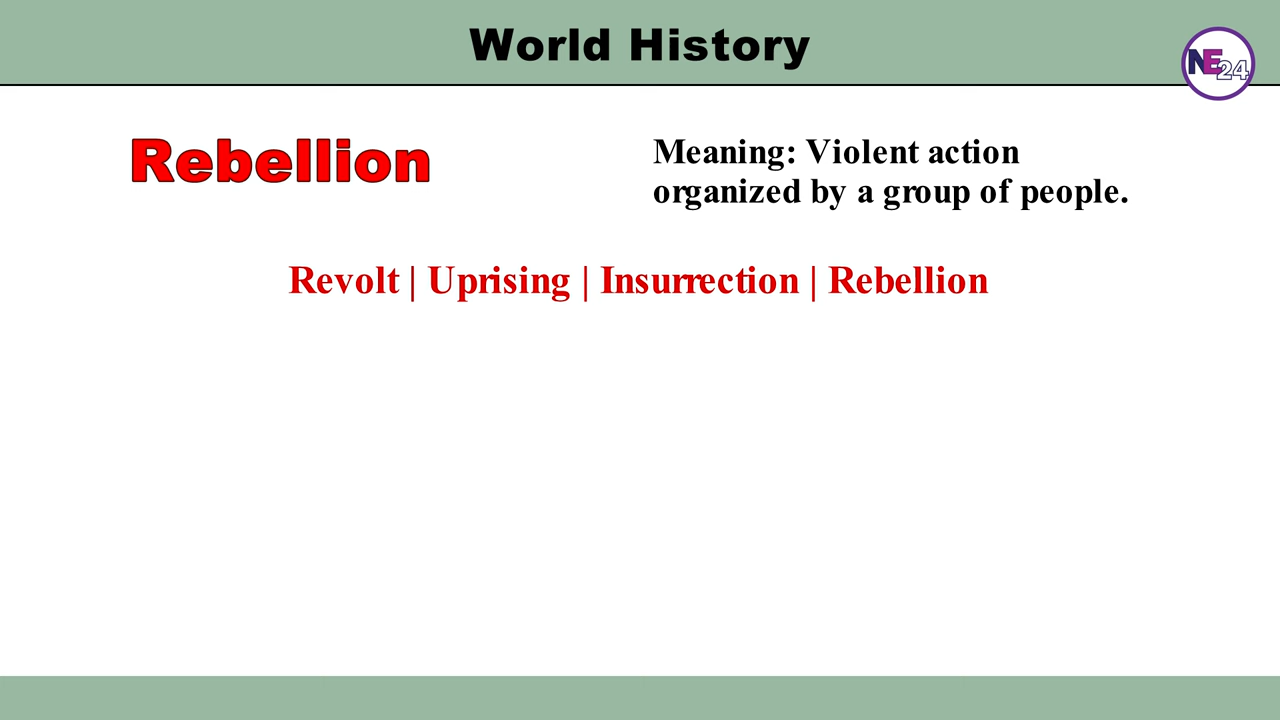 World History
NE24
Rebellion
Meaning: Violent action
organized by a group of people.
Revolt | Uprising | Insurrection | Rebellion